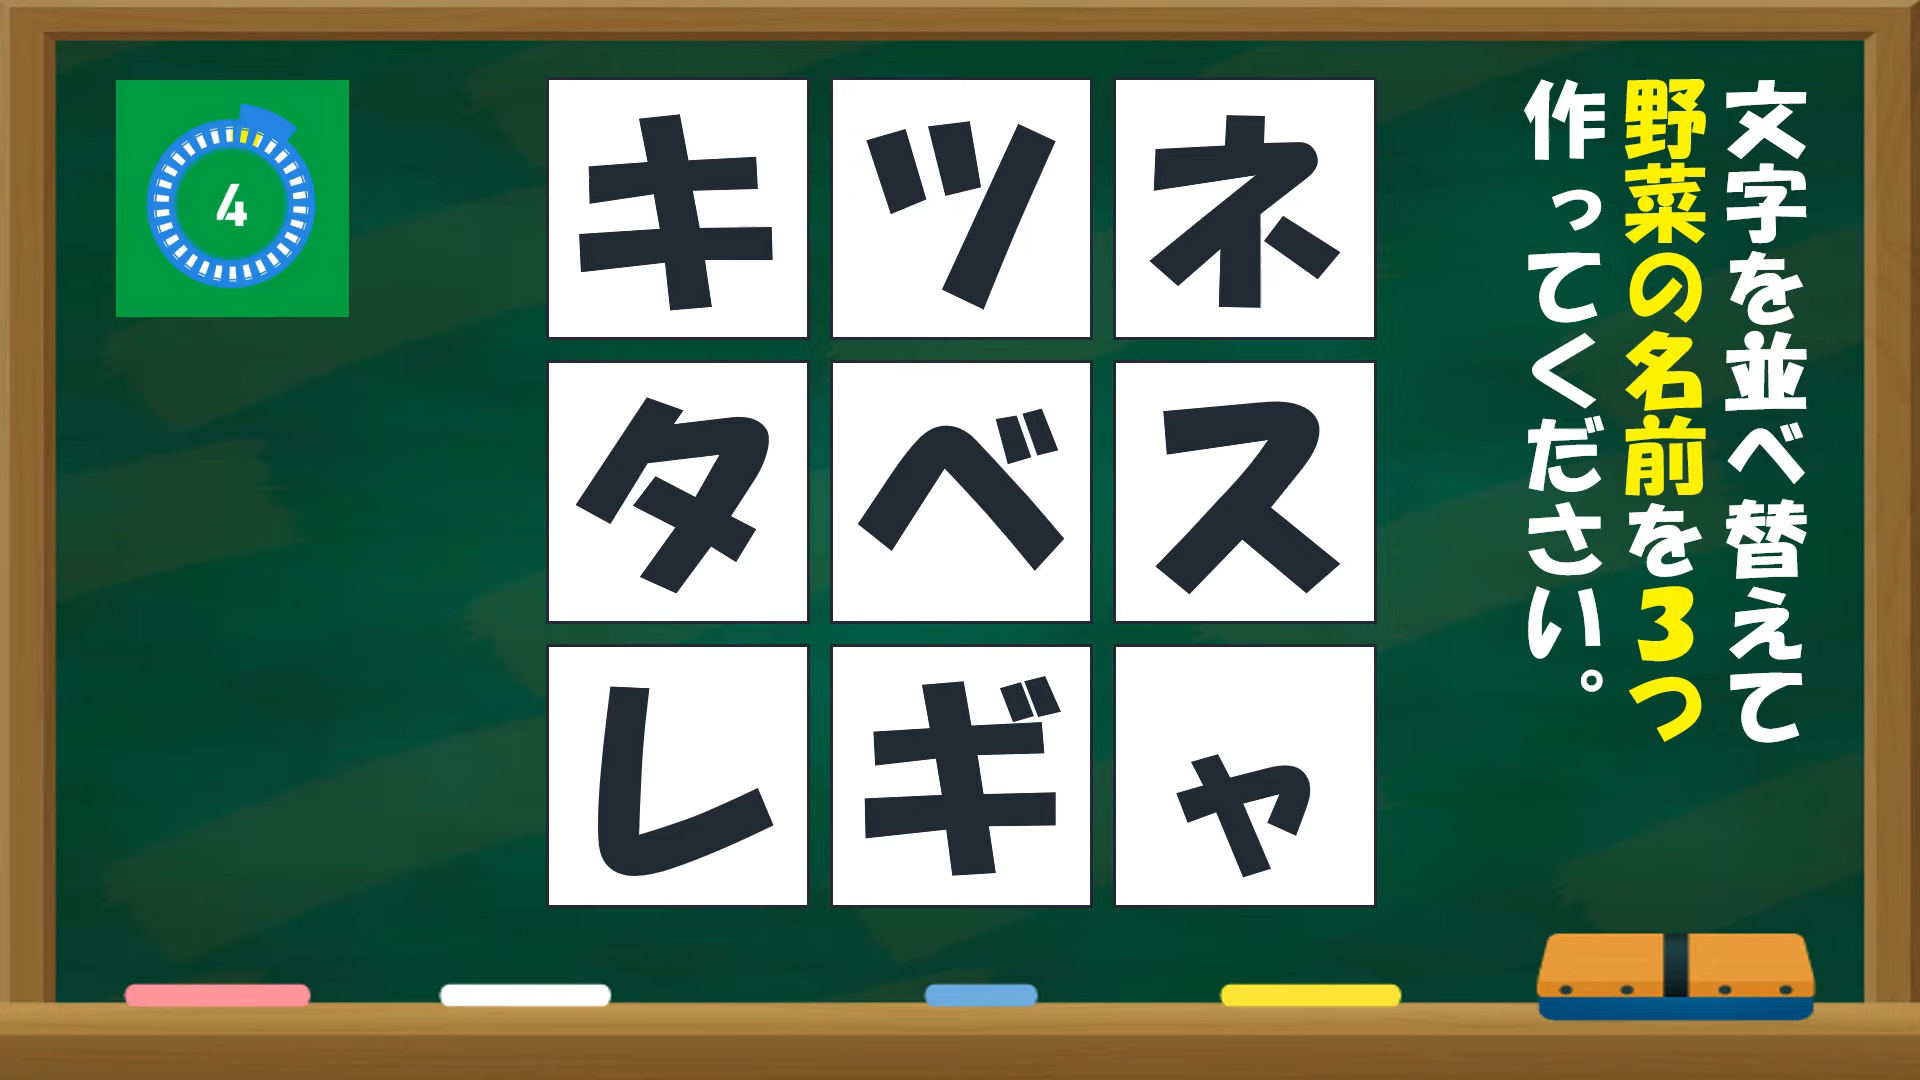 文字を並べ替えて
野菜の名前を3つ
作ってください。
4
キツネ
タベス
レギャ